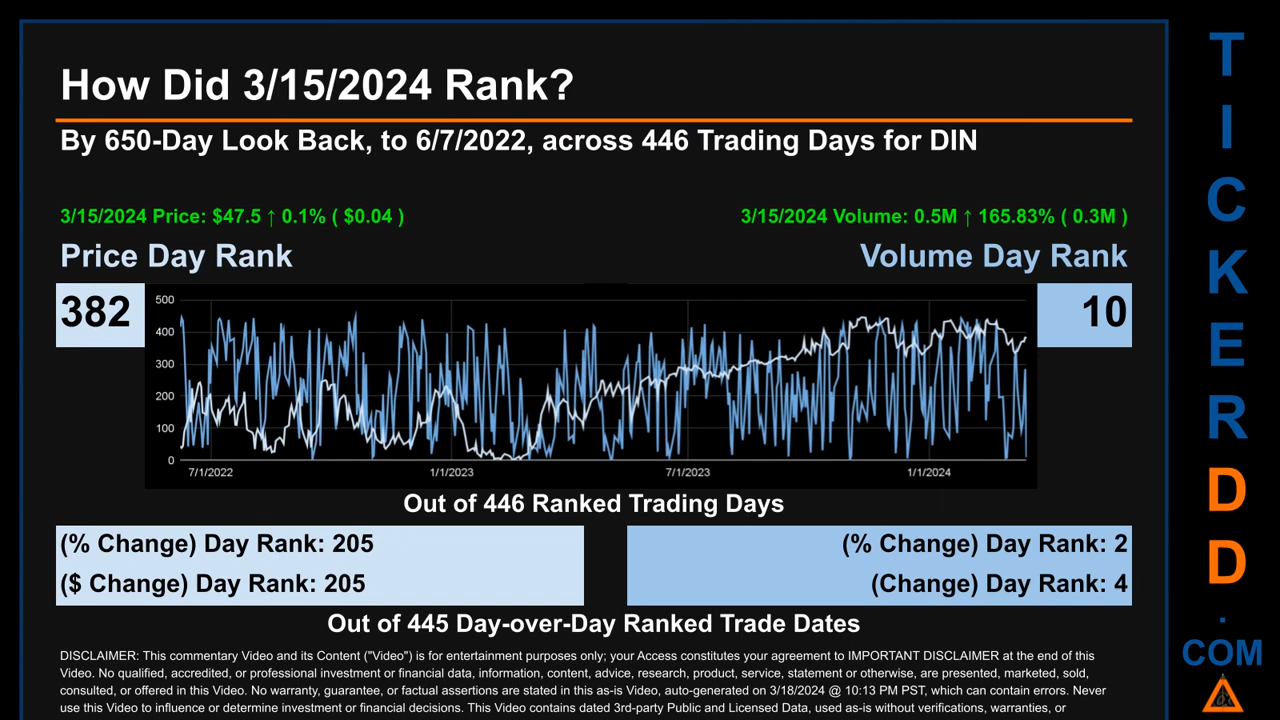 How Did 3/15/2024 Rank?
By 650-Day Look Back, to 6/7/2022, across 446 Trading Days for DIN
3/15/2024 Price: $47.5 ↑ 0.1% ( $0.04 )
3/15/2024 Volume: 0.5M ↑ 165.83% ( 0.3M )
Price Day Rank
Volume Day Rank
382
10
500
400
300
200
100
0
7/1/2022
1/1/2023
7/1/2023
1/1/2024
Out of 446 Ranked Trading Days
(% Change) Day Rank: 205
($ Change) Day Rank: 205
(% Change) Day Rank: 2
(Change) Day Rank: 4
Out of 445 Day-over-Day Ranked Trade Dates
DISCLAIMER: This commentary Video and its Content ("Video") is for entertainment purposes only; your Access constitutes your agreement to IMPORTANT DISCLAIMER at the end of this
Video. No qualified, accredited, or professional investment or financial data, information, content, advice, research, product, service, statement or otherwise, are presented, marketed, sold,
consulted, or offered in this Video. No warranty, guarantee, or factual assertions are stated in this as-is Video, auto-generated on 3/18/2024 @ 10:13 PM PST, which can contain errors. Never
use this Video to influence or determine investment or financial decisions. This Video contains dated 3rd-party Public and Licensed Data, used as-is without verifications, warranties, or
T
I
C
K
E
R
D
D
.
COM